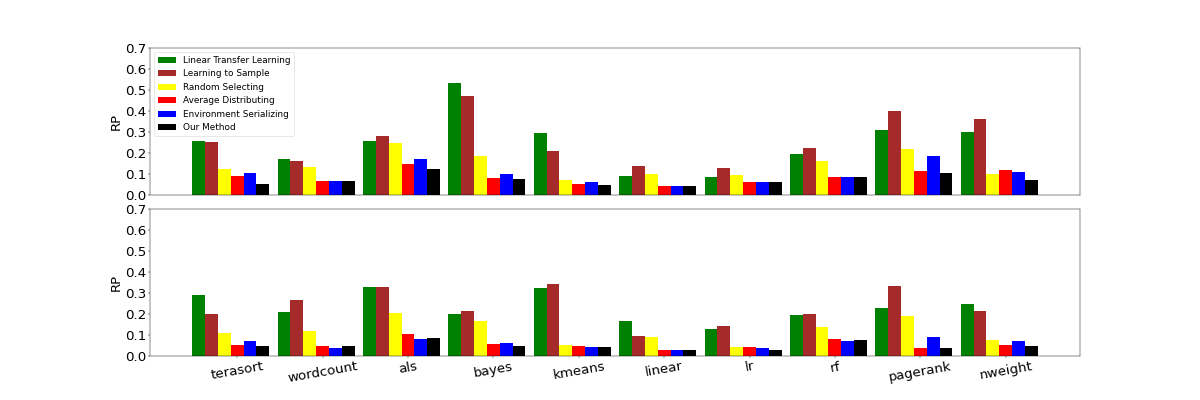 0.7
0.6
0.5
0.4
0.3
0.2
0.1
0.0
RP
Linear Transfer Learning
Learning to Sample
Random Selecting
Average Distributing
Environment Serializing
Our Method
0.7
0.6
0.5
0.4
0.3
0.2
0.1
0.0
RP
terasort wordcount als bayes kmeans linear lr rf pagerank nweight